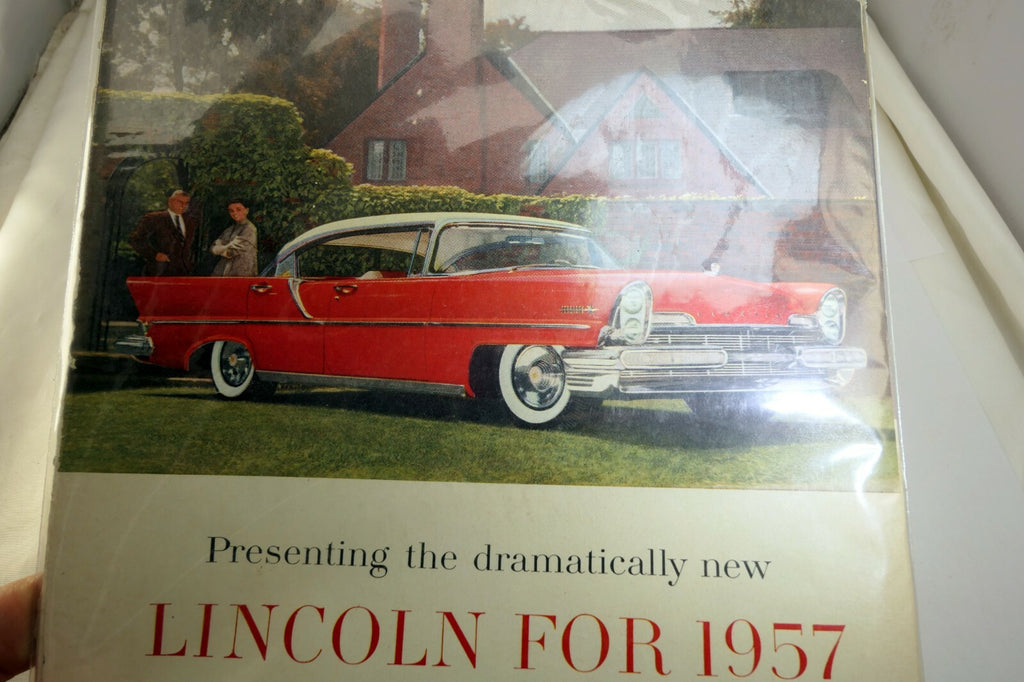 Presenting the dramatically new
LINCOLN FOR 1957